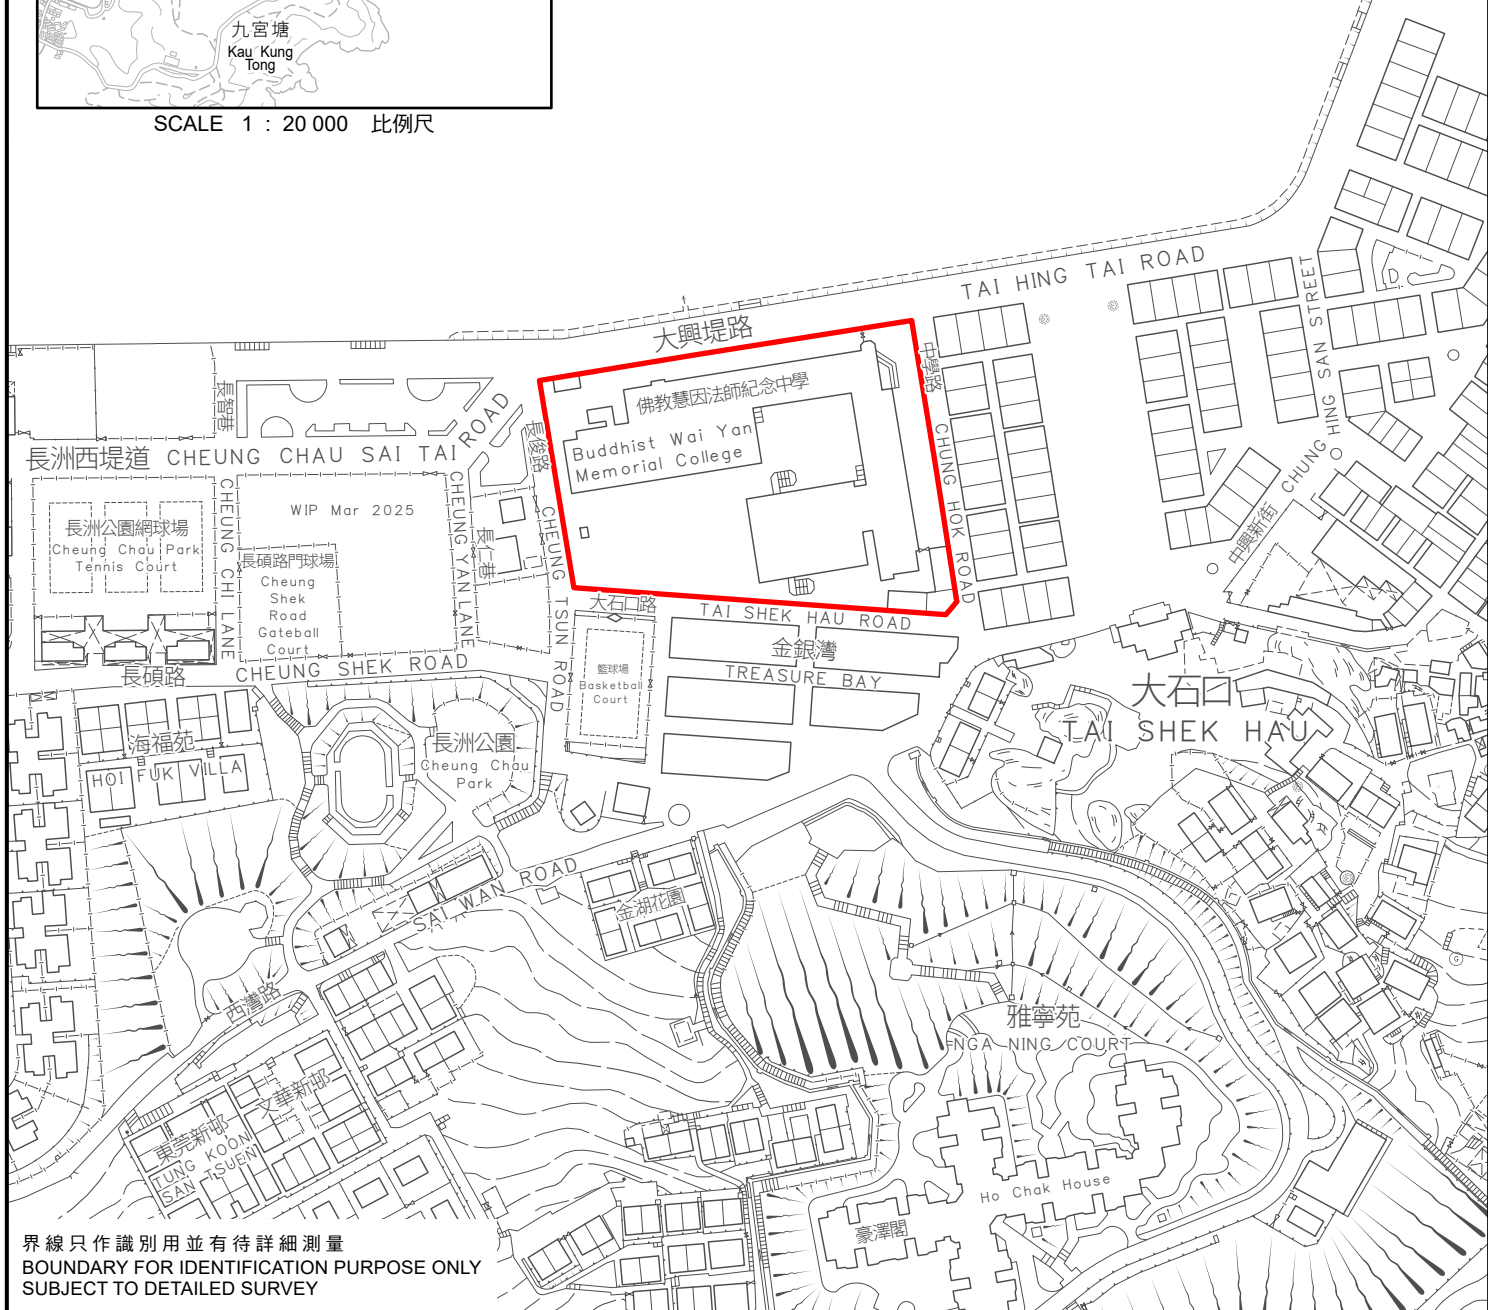 九宮塘
Kau Kung
Tong
SCALE 1 : 20 000 比例尺
TAI HING TAI ROAD
大興堤路
中學路
CHUNG HOK ROAD
CHUNG HING SAN STREET
中興新街
佛教慧因法師紀念中學
Buddhist Wai Yan
Memorial College
長智巷
長洲西堤道 CHEUNG CHAU SAI TAI ROAD
長俊路
CHEUNG TSUN ROAD
長洲公園網球場
Cheung Chau Park
Tennis Court
CHEUNG CHI LANE
WIP Mar 2025
長碩路門球場
Cheung
Shek
Road
Gateball
Court
CHEUNG YAN LANE
長仁巷
大石口路
TAI SHEK HAU ROAD
金銀灣
TREASURE BAY
籃球場
Basketball
Court
長碩路
CHEUNG SHEK ROAD
大石口
TAI SHEK HAU
海福苑
HOI FUK VILLA
長洲公園
Cheung Chau
Park
SAI WAN ROAD
金湖花園
西灣路
雅寧苑
NGA NING COURT
文華新邨
東莞新邨
TUNG KOON
SAN TSUEN
Ho Chak House
豪澤閣
G
界線只作識別用並有待詳細測量
BOUNDARY FOR IDENTIFICATION PURPOSE ONLY
SUBJECT TO DETAILED SURVEY